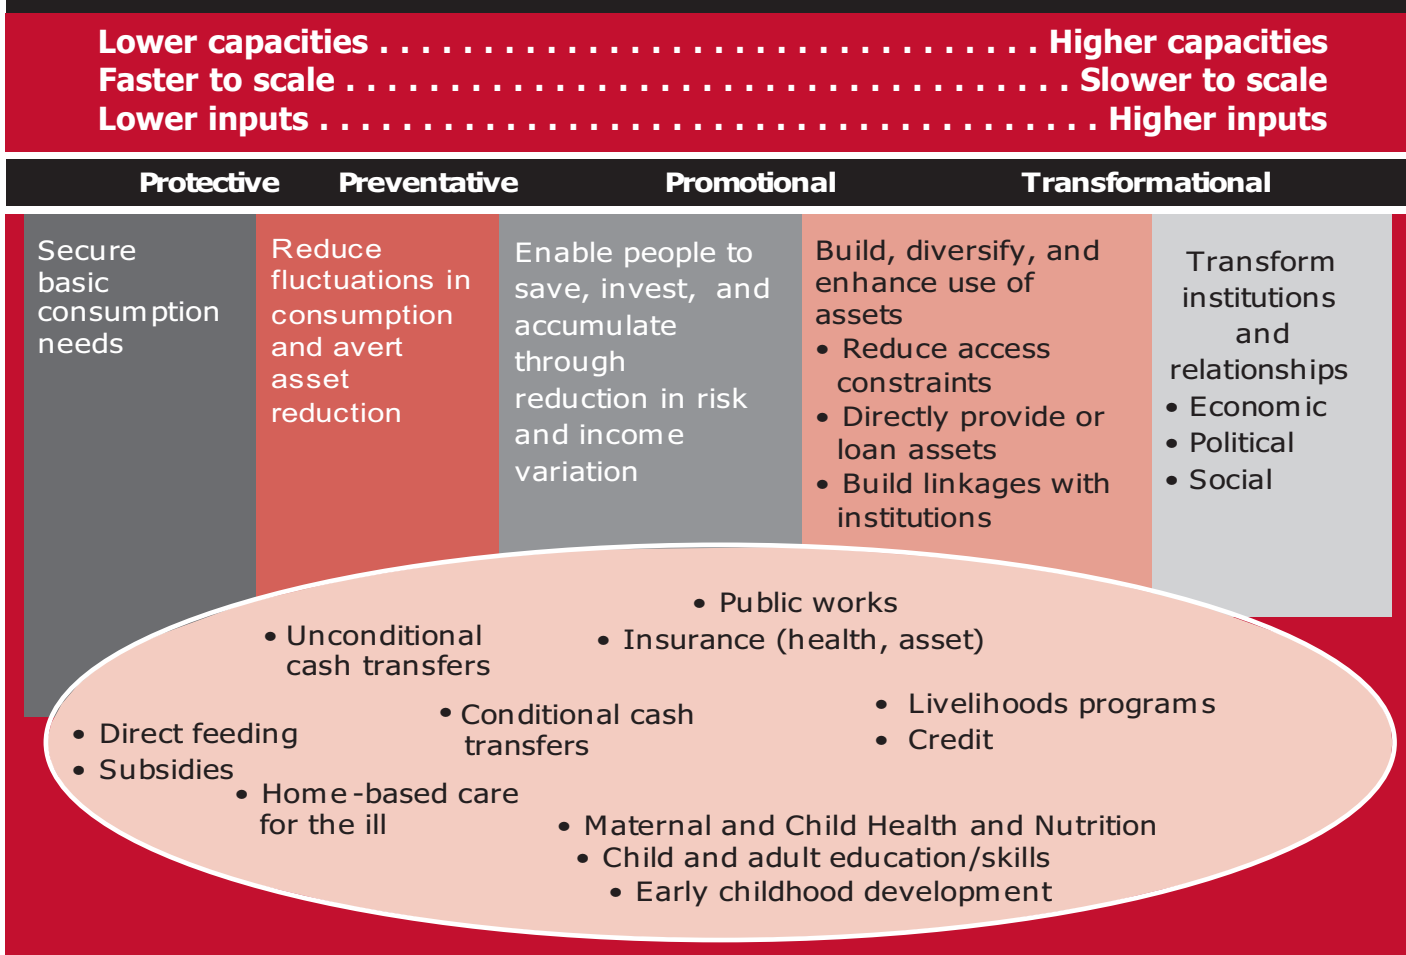 Lower capacities . . . . . . . . . . . . . . . . . . . . . . . . . . . . . . . . Higher capacities
Faster to scale . . . . . . . . . . . . . . . . . . . . . . . . . . . . . . . . . . . Slower to scale
Lower inputs . . . . . . . . . . . . . . . . . . . . . . . . . . . . . . . . . . . . . . Higher inputs
Protective Preventative Promotional Transformational
Secure
basic
consumption
needs
Reduce
fluctuations in
consumption
and avert
asset
reduction
Enable people to
save, invest, and
accumulate
through
reduction in risk
and income
variation
Build, diversify, and
enhance use of
assets
• Reduce access
constraints
• Directly provide or
loan assets
• Build linkages with
institutions
Transform
institutions
and
relationships
• Economic
• Political
• Social
• Public works
• Unconditional
cash transfers
• Insurance (health, asset)
• Conditional cash
transfers
• Livelihoods programs
• Credit
• Direct feeding
• Subsidies
• Home-based care
for the ill
• Maternal and Child Health and Nutrition
• Child and adult education/skills
• Early childhood development